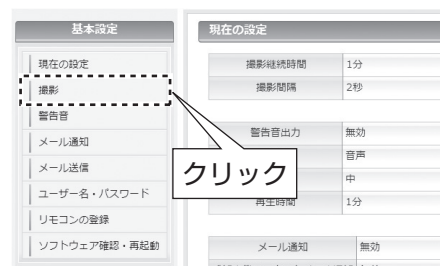 基本設定
現在の設定
撮影
警告音
メール通知
メール送信
ユーザー名・パスワード
リモコンの登録
ソフトウェア確認・再起動
現在の設定
撮影継続時間 1分
撮影間隔 2秒
警告音出力 無効
音声
クリック
中
再生時間 1分
メール通知 無効